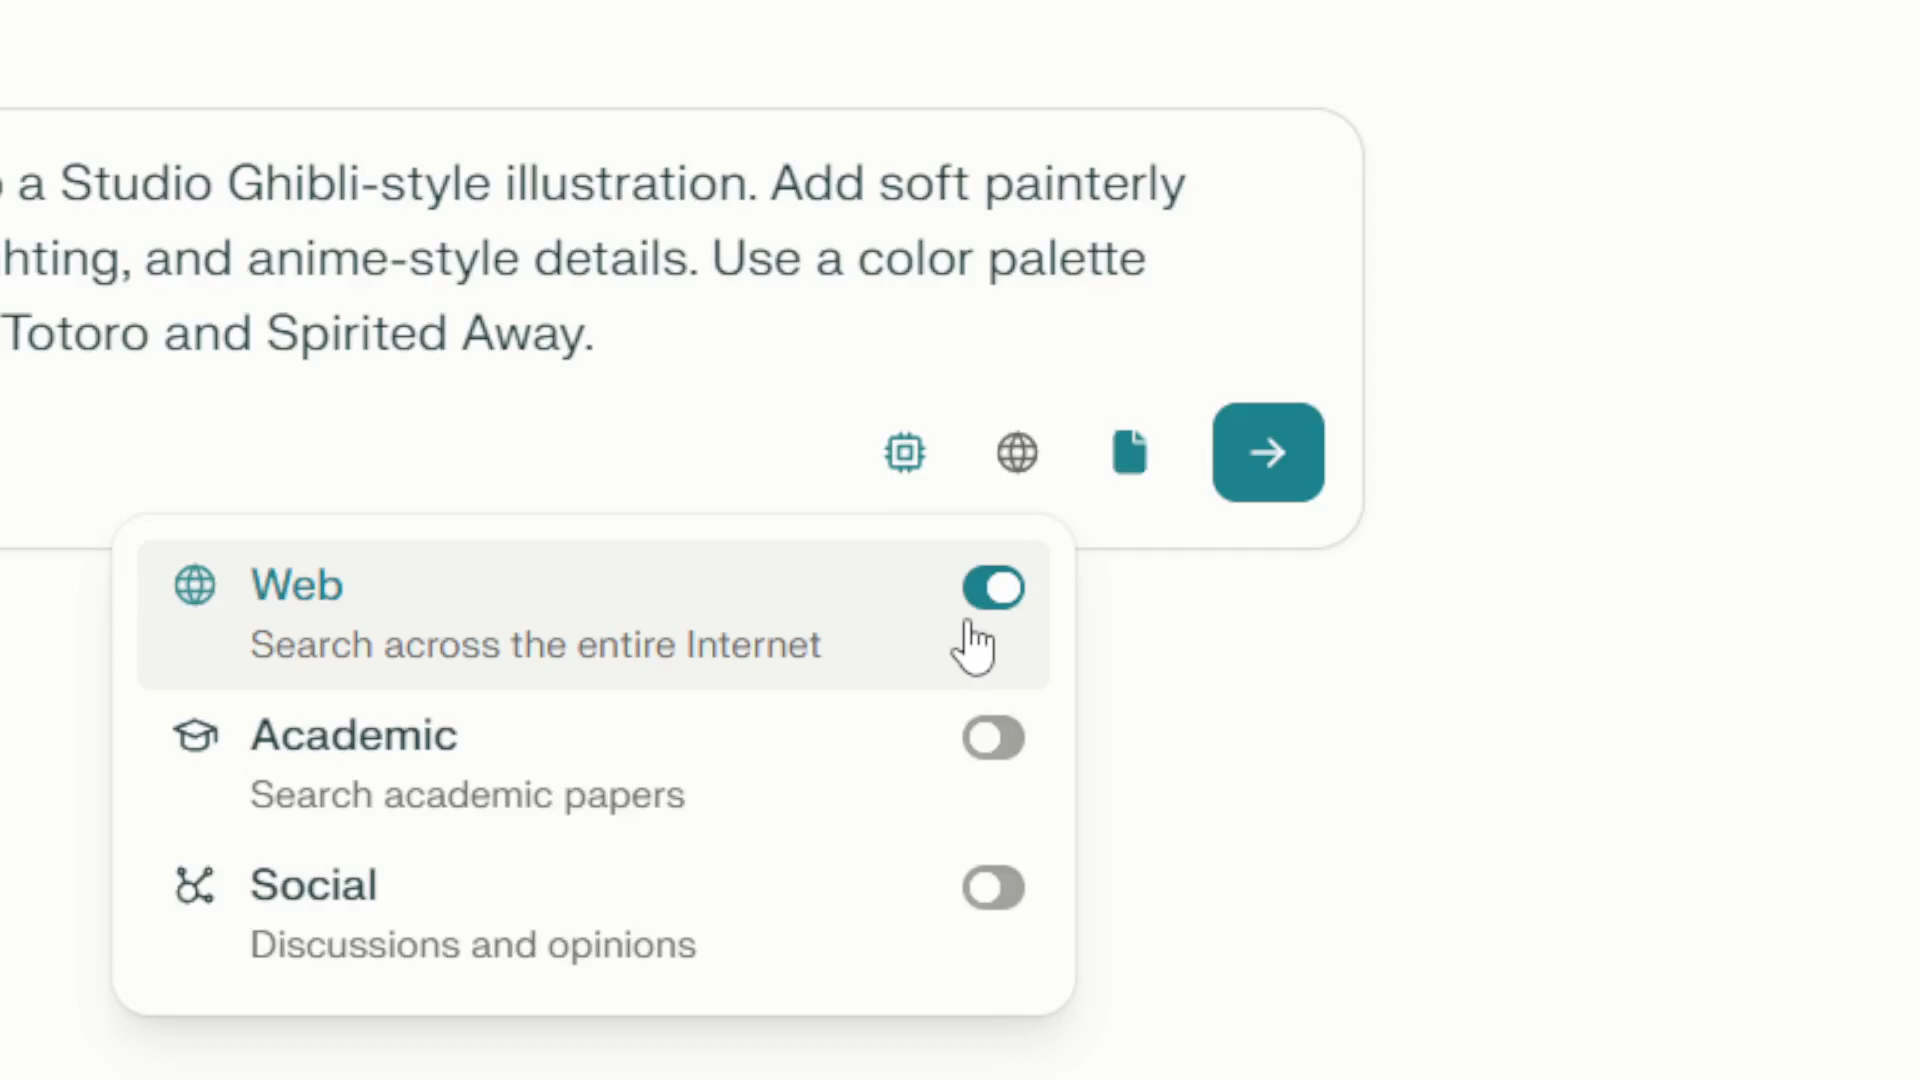 a Studio Ghibli-style illustration. Add soft painterly
hting, and anime-style details. Use a color palette
Totoro and Spirited Away.
Web
Search across the entire Internet
Academic
Search academic papers
Social
Discussions and opinions